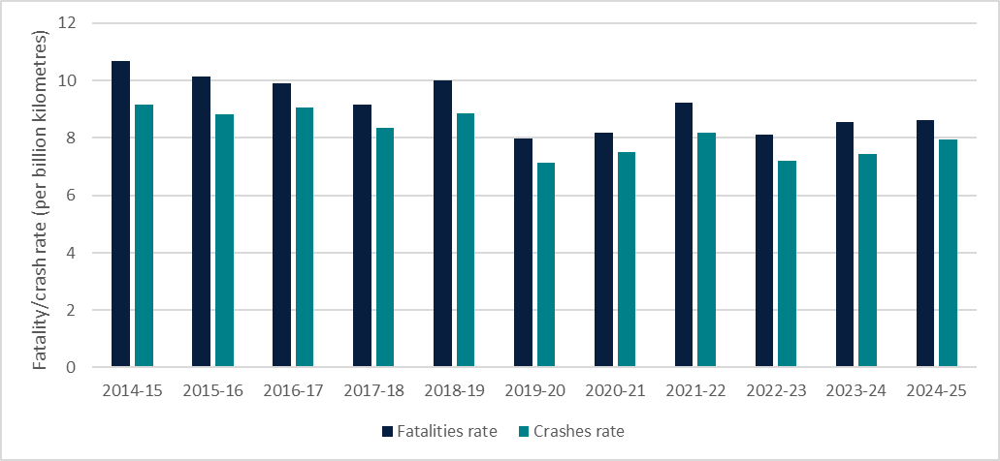 Fatality/crash rate (per billion kilometres)
12
10
8
6
4
2
0
2014-15 2015-16 2016-17 2017-18 2018-19 2019-20 2020-21 2021-22 2022-23 2023-24 2024-25
Fatalities rate Crashes rate